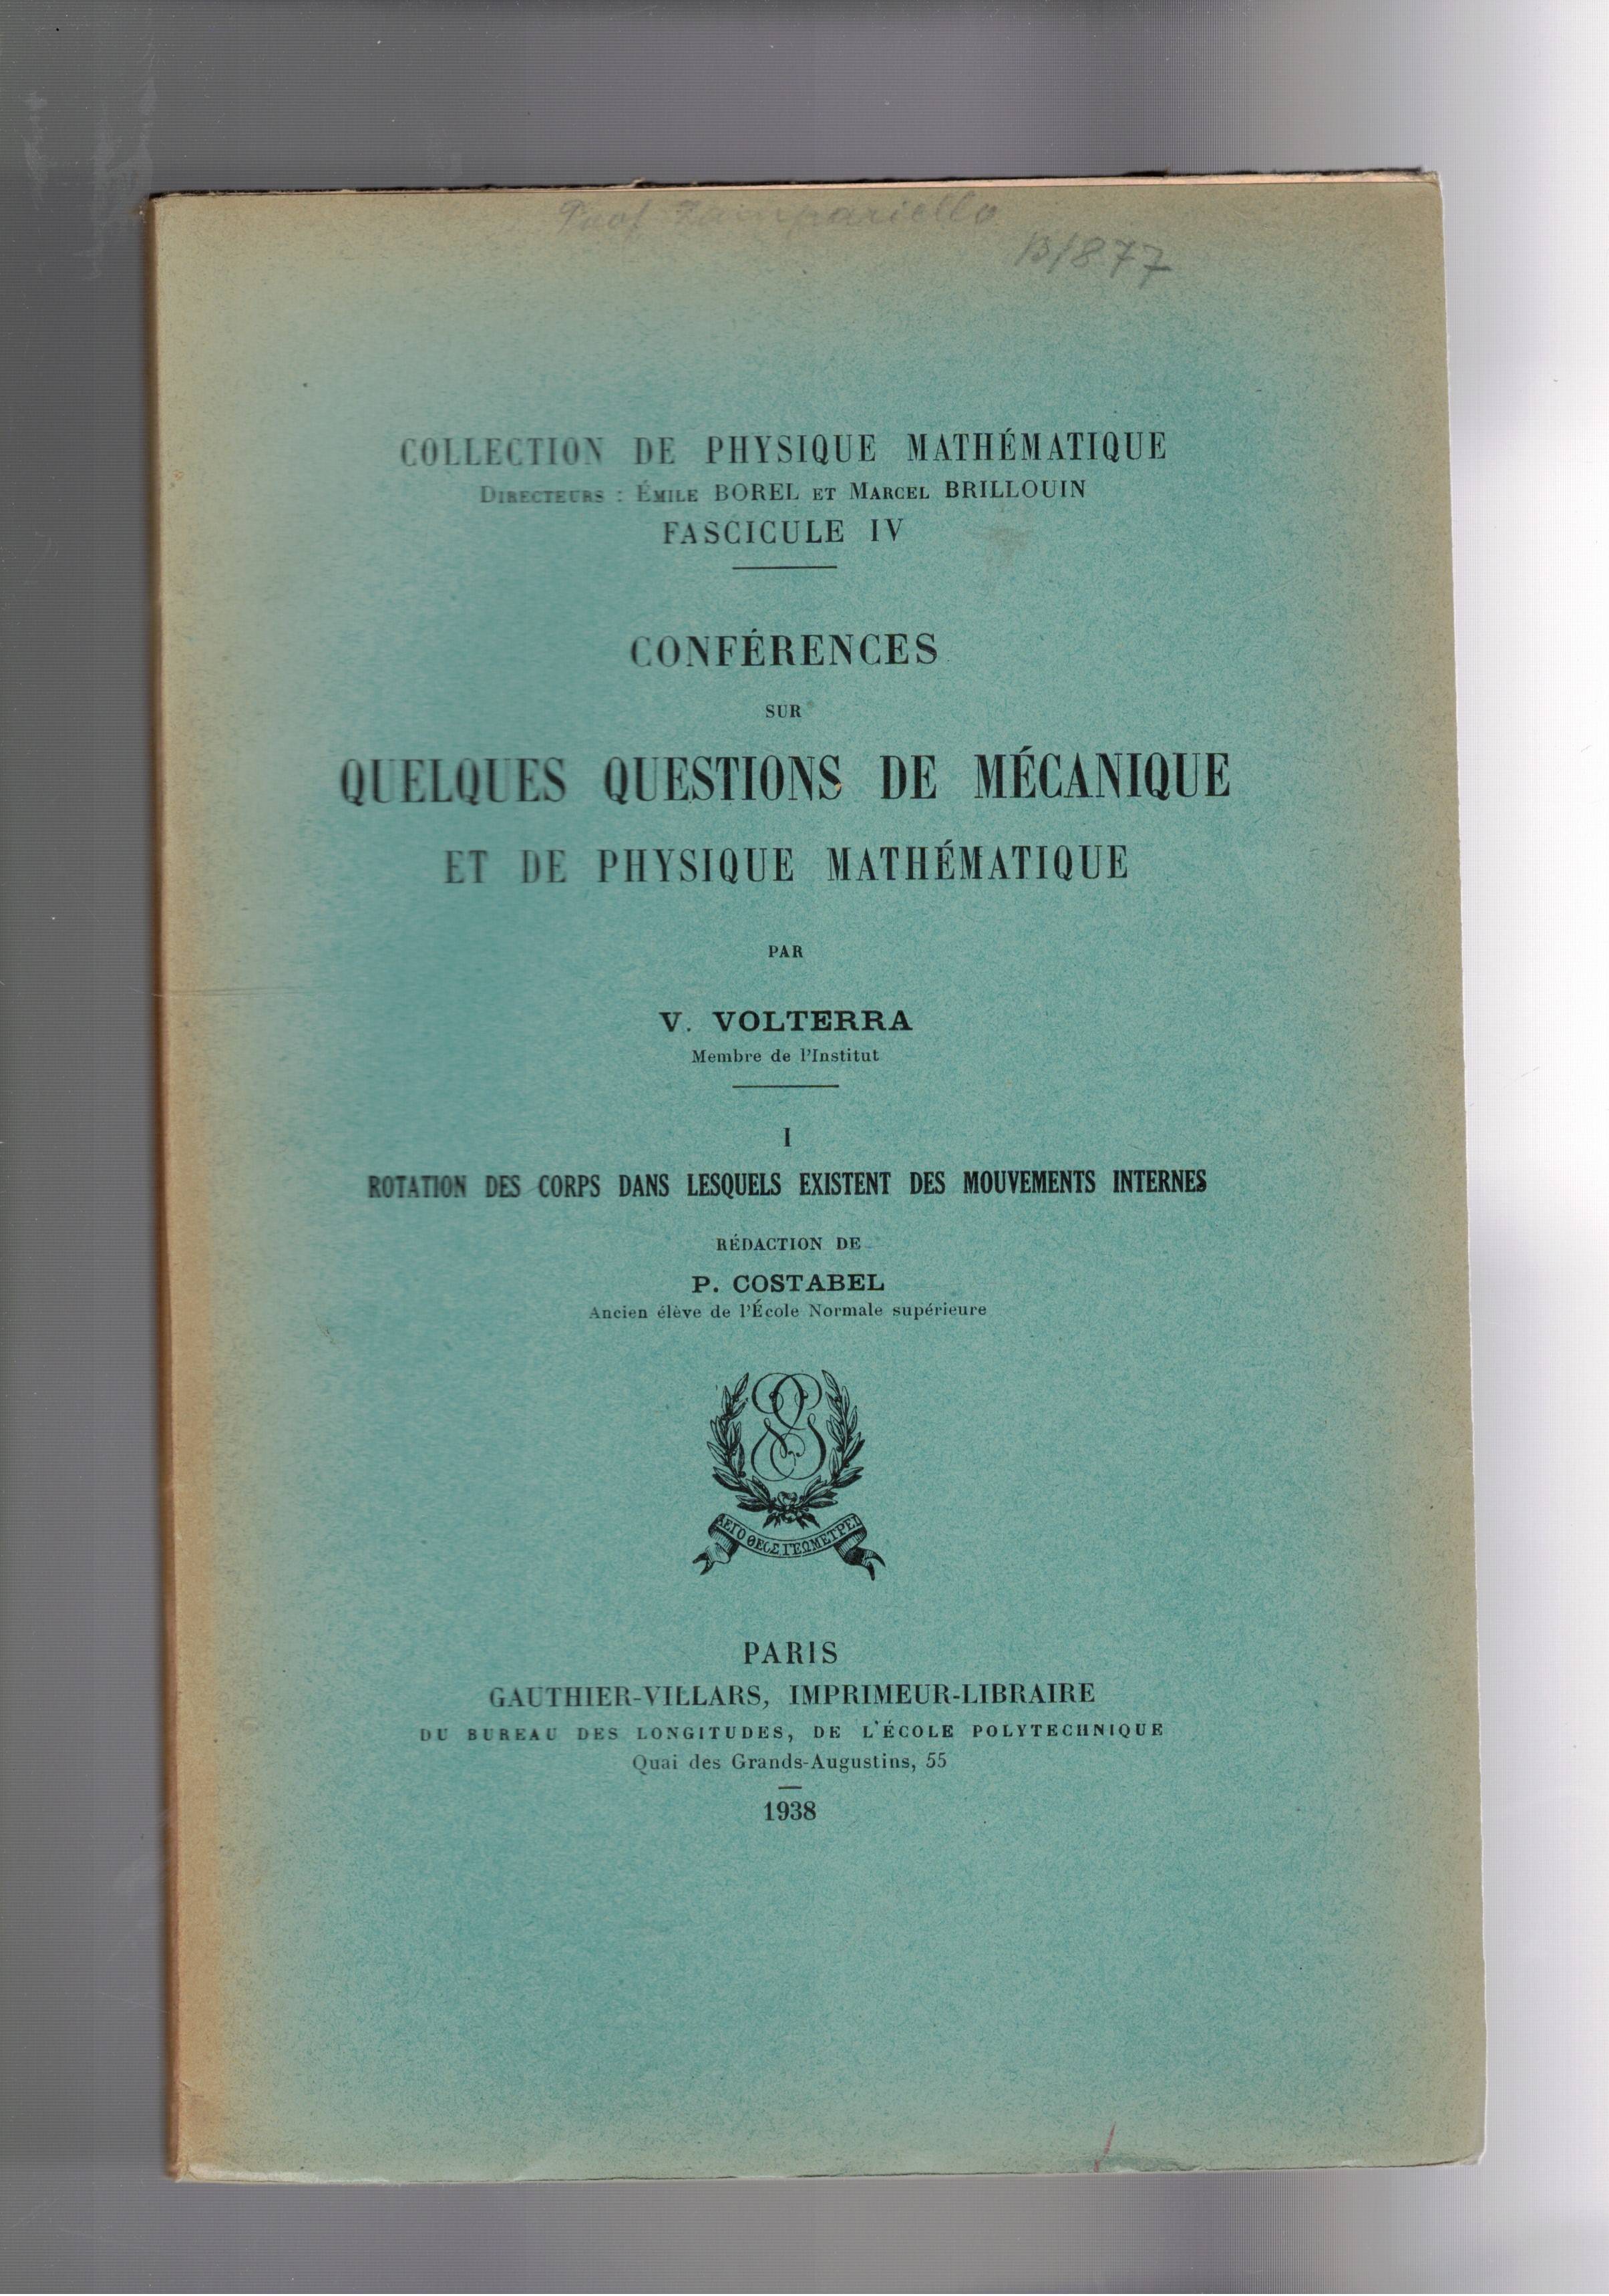 Prof Zampariello
B/877
COLLECTION DE PHYSIQUE MATHÉMATIQUE
DIRECTEURS : ÉMILE BOREL ET MARCEL BRILLOUIN
FASCICULE IV
CONFÉRENCES
SUR
QUELQUES QUESTIONS DE MÉCANIQUE
ET DE PHYSIQUE MATHÉMATIQUE
PAR
V. VOLTERRA
Membre de l'Institut
I
ROTATION DES CORPS DANS LESQUELS EXISTENT DES MOUVEMENTS INTERNES
RÉDACTION DE
P. COSTABEL
Ancien élève de l'École Normale supérieure
ΑΕΙ Ο ΘΕΟΣ ΓΕΩΜΕΤΡΕΙ
PARIS
GAUTHIER-VILLARS, IMPRIMEUR-LIBRAIRE
DU BUREAU DES LONGITUDES, DE L'ÉCOLE POLYTECHNIQUE
Quai des Grands-Augustins, 55
1938